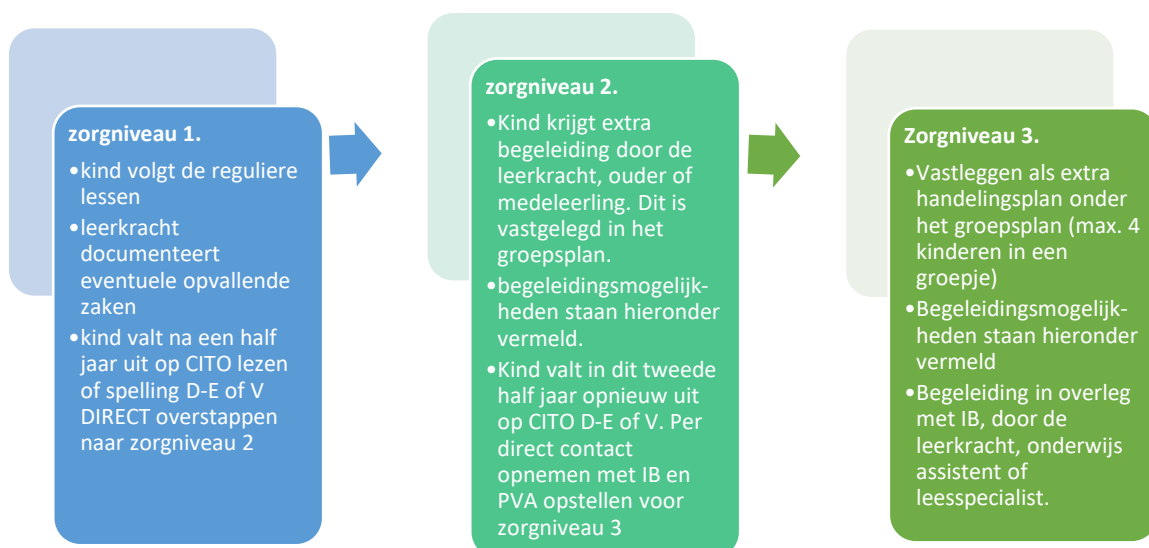 zorgniveau 1.
•kind volgt de reguliere
lessen
•leerkracht
documenteert
eventuele opvallende
zaken
•kind valt na een half
jaar uit op CITO lezen
of spelling D-E of V
DIRECT overstappen
naar zorgniveau 2
zorgniveau 2.
•Kind krijgt extra
begeleiding door de
leerkracht, ouder of
medeleerling. Dit is
vastgelegd in het
groepsplan.
•begeleidingsmogelijk-
heden staan hieronder
vermeld.
•Kind valt in dit tweede
half jaar opnieuw uit
op CITO D-E of V. Per
direct contact
opnemen met IB en
PVA opstellen voor
zorgniveau 3
Zorgniveau 3.
•Vastleggen als extra
handelingsplan onder
het groepsplan (max. 4
kinderen in een
groepje)
•Begeleidingsmogelijk-
heden staan hieronder
vermeld
•Begeleiding in overleg
met IB, door de
leerkracht, onderwijs
assistent of
leesspecialist.